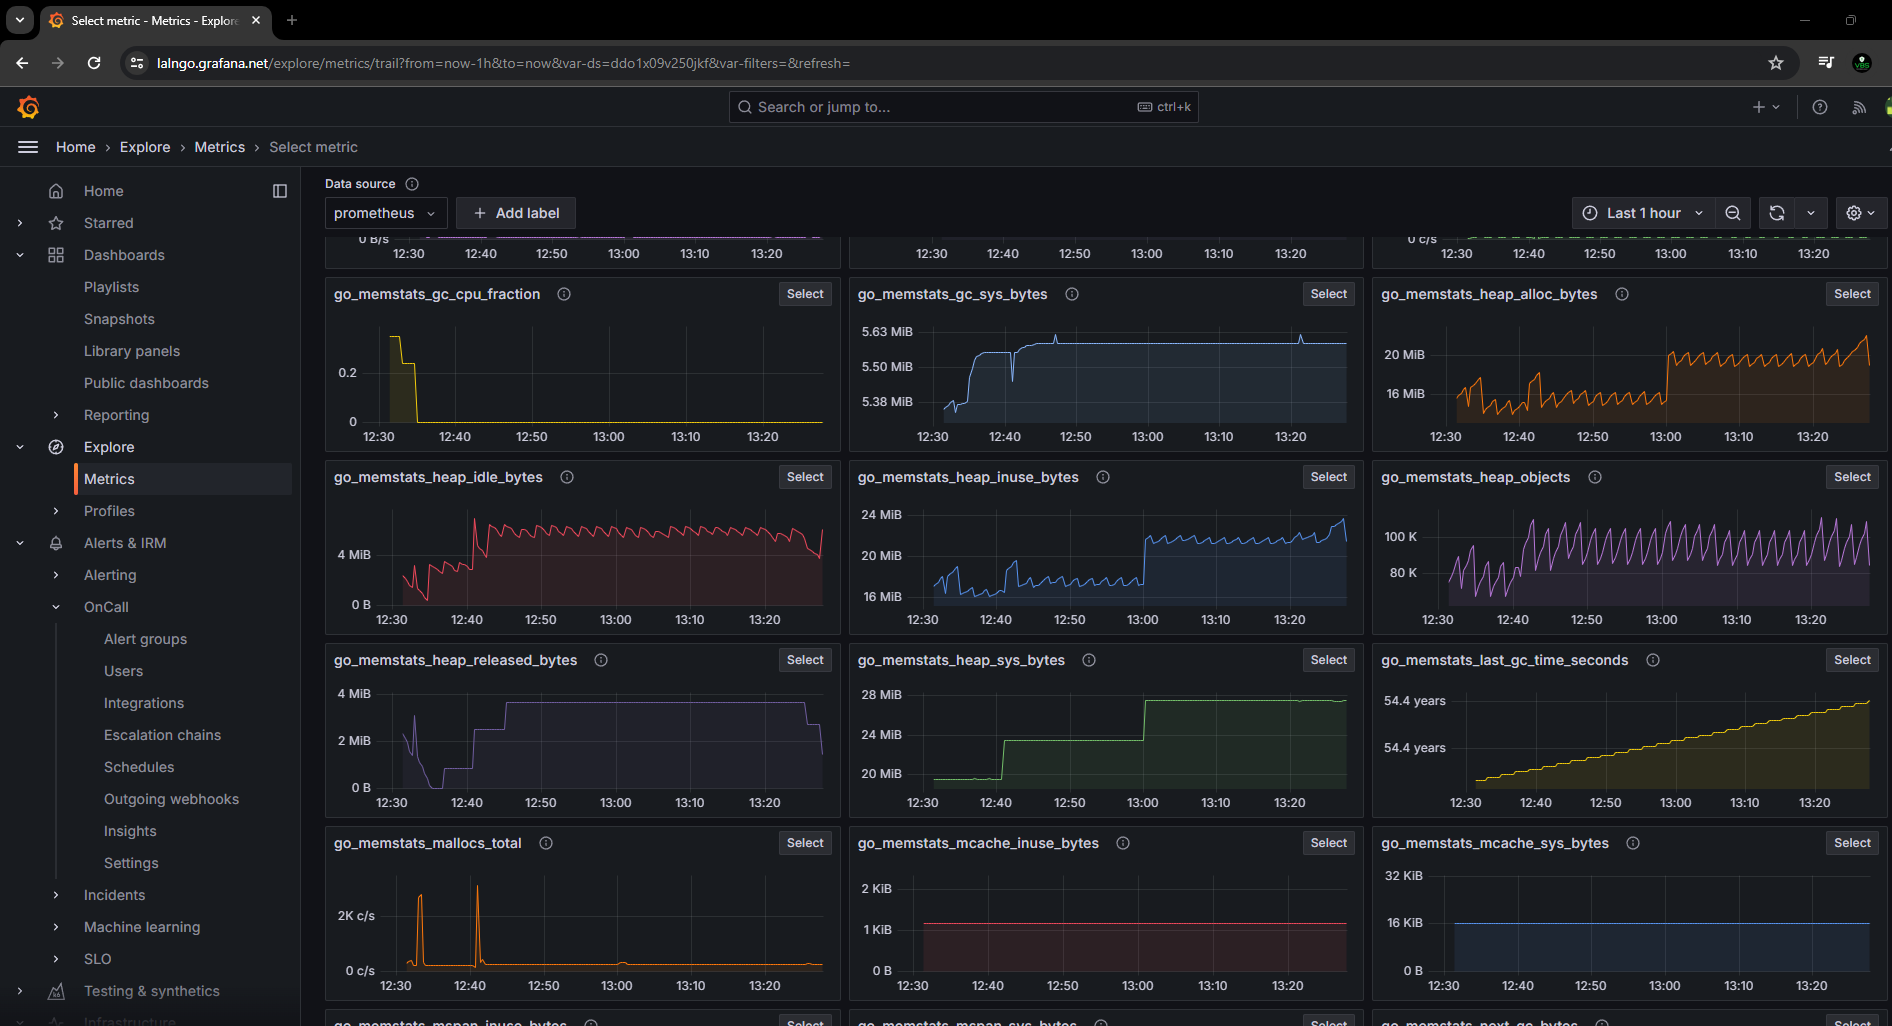 Select metric - Metrics - Explore
lalngo.grafana.net/explore/metrics/trail?from=now-1h&to=now&var-ds=ddo1x09v250jkf&var-filters=&refresh=
Search or jump to... ctrl+k
Home › Explore › Metrics › Select metric
Home
Starred
Dashboards
Playlists
Snapshots
Library panels
Public dashboards
Reporting
Explore
Metrics
Profiles
Alerts & IRM
Alerting
OnCall
Alert groups
Users
Integrations
Escalation chains
Schedules
Outgoing webhooks
Insights
Settings
Incidents
Machine learning
SLO
Testing & synthetics
Infrastructure
Data source
prometheus + Add label Last 1 hour
0 B/s
12:30 12:40 12:50 13:00 13:10 13:20
12:30 12:40 12:50 13:00 13:10 13:20
0 c/s
12:30 12:40 12:50 13:00 13:10 13:20
go_memstats_gc_cpu_fraction Select
0.2
0
12:30 12:40 12:50 13:00 13:10 13:20
go_memstats_gc_sys_bytes Select
5.63 MiB
5.50 MiB
5.38 MiB
12:30 12:40 12:50 13:00 13:10 13:20
go_memstats_heap_alloc_bytes Select
20 MiB
16 MiB
12:30 12:40 12:50 13:00 13:10 13:20
go_memstats_heap_idle_bytes Select
4 MiB
0 B
12:30 12:40 12:50 13:00 13:10 13:20
go_memstats_heap_inuse_bytes Select
24 MiB
20 MiB
16 MiB
12:30 12:40 12:50 13:00 13:10 13:20
go_memstats_heap_objects Select
100 K
80 K
12:30 12:40 12:50 13:00 13:10 13:20
go_memstats_heap_released_bytes Select
4 MiB
2 MiB
0 B
12:30 12:40 12:50 13:00 13:10 13:20
go_memstats_heap_sys_bytes Select
28 MiB
24 MiB
20 MiB
12:30 12:40 12:50 13:00 13:10 13:20
go_memstats_last_gc_time_seconds Select
54.4 years
54.4 years
12:30 12:40 12:50 13:00 13:10 13:20
go_memstats_mallocs_total Select
2K c/s
0 c/s
12:30 12:40 12:50 13:00 13:10 13:20
go_memstats_mcache_inuse_bytes Select
2 KiB
1 KiB
0 B
12:30 12:40 12:50 13:00 13:10 13:20
go_memstats_mcache_sys_bytes Select
32 KiB
16 KiB
0 B
12:30 12:40 12:50 13:00 13:10 13:20
go_memstats_mspan_inuse_bytes Select
go_memstats_mspan_sys_bytes Select
go_memstats_next_gc_bytes Select